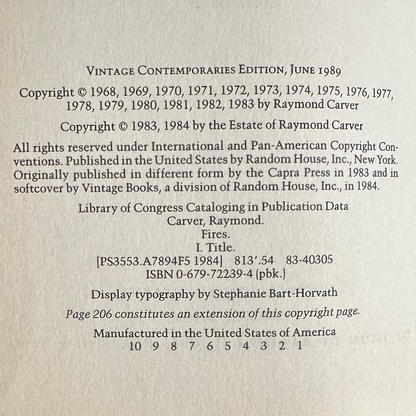 VINTAGE CONTEMPORARIES EDITION, JUNE 1989
Copyright © 1968, 1969, 1970, 1971, 1972, 1973, 1974, 1975, 1976, 1977,
1978, 1979, 1980, 1981, 1982, 1983 by Raymond Carver
Copyright © 1983, 1984 by the Estate of Raymond Carver
All rights reserved under International and Pan-American Copyright Con-
ventions. Published in the United States by Random House, Inc., New York.
Originally published in different form by the Capra Press in 1983 and in
softcover by Vintage Books, a division of Random House, Inc., in 1984.
Library of Congress Cataloging in Publication Data
Carver, Raymond.
Fires.
I. Title.
[PS3553.A7894F5 1984] 813'.54 83-40305
ISBN 0-679-72239-4 (pbk.)
Display typography by Stephanie Bart-Horvath
Page 206 constitutes an extension of this copyright page.
Manufactured in the United States of America
10 9 8 7 6 5 4 3 2 1